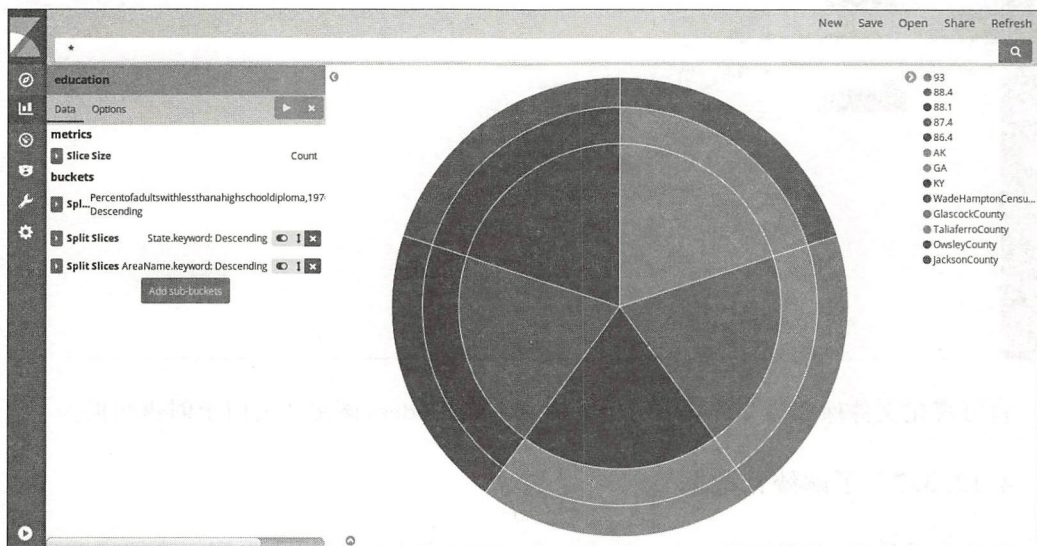 New Save Open Share Refresh
*
education
Data Options
metrics
Slice Size Count
buckets
Spl... Percentofadultswithlessthanahighschooldiploma,197
Descending
Split Slices State.keyword: Descending
Split Slices AreaName.keyword: Descending
Add sub-buckets
93
88.4
88.1
87.4
86.4
AK
GA
KY
WadeHamptonCensu...
GlascockCounty
TaliaferroCounty
OwsleyCounty
JacksonCounty